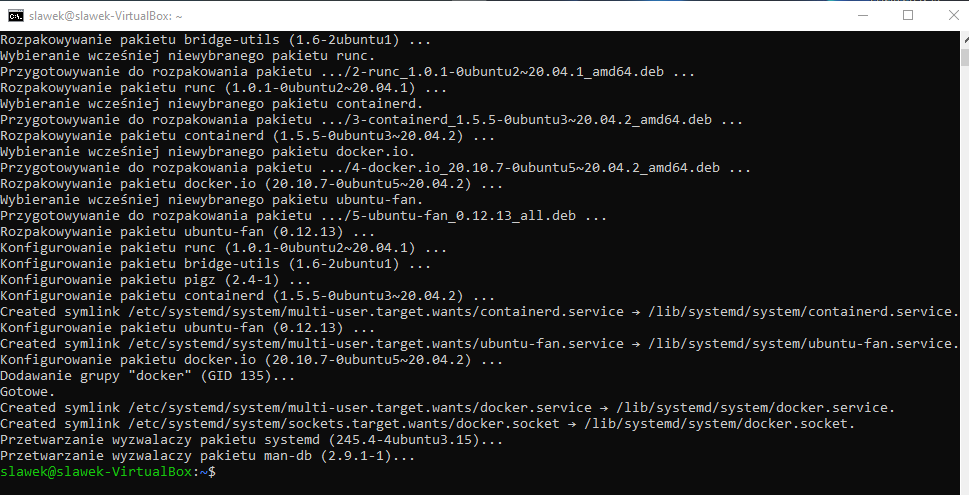 slawek@slawek-VirtualBox: ~
Rozpakowywanie pakietu bridge-utils (1.6-2ubuntu1) ...
Wybieranie wcześniej niewybranego pakietu runc.
Przygotowywanie do rozpakowania pakietu .../2-runc_1.0.1-0ubuntu2~20.04.1_amd64.deb ...
Rozpakowywanie pakietu runc (1.0.1-0ubuntu2~20.04.1) ...
Wybieranie wcześniej niewybranego pakietu containerd.
Przygotowywanie do rozpakowania pakietu .../3-containerd_1.5.5-0ubuntu3~20.04.2_amd64.deb ...
Rozpakowywanie pakietu containerd (1.5.5-0ubuntu3~20.04.2) ...
Wybieranie wcześniej niewybranego pakietu docker.io.
Przygotowywanie do rozpakowania pakietu .../4-docker.io_20.10.7-0ubuntu5~20.04.2_amd64.deb ...
Rozpakowywanie pakietu docker.io (20.10.7-0ubuntu5~20.04.2) ...
Wybieranie wcześniej niewybranego pakietu ubuntu-fan.
Przygotowywanie do rozpakowania pakietu .../5-ubuntu-fan_0.12.13_all.deb ...
Rozpakowywanie pakietu ubuntu-fan (0.12.13) ...
Konfigurowanie pakietu runc (1.0.1-0ubuntu2~20.04.1) ...
Konfigurowanie pakietu bridge-utils (1.6-2ubuntu1) ...
Konfigurowanie pakietu pigz (2.4-1) ...
Konfigurowanie pakietu containerd (1.5.5-0ubuntu3~20.04.2) ...
Created symlink /etc/systemd/system/multi-user.target.wants/containerd.service → /lib/systemd/system/containerd.service.
Konfigurowanie pakietu ubuntu-fan (0.12.13) ...
Created symlink /etc/systemd/system/multi-user.target.wants/ubuntu-fan.service → /lib/systemd/system/ubuntu-fan.service.
Konfigurowanie pakietu docker.io (20.10.7-0ubuntu5~20.04.2) ...
Dodawanie grupy "docker" (GID 135)...
Gotowe.
Created symlink /etc/systemd/system/multi-user.target.wants/docker.service → /lib/systemd/system/docker.service.
Created symlink /etc/systemd/system/sockets.target.wants/docker.socket → /lib/systemd/system/docker.socket.
Przetwarzanie wyzwalaczy pakietu systemd (245.4-4ubuntu3.15)...
Przetwarzanie wyzwalaczy pakietu man-db (2.9.1-1)...
slawek@slawek-VirtualBox:~$